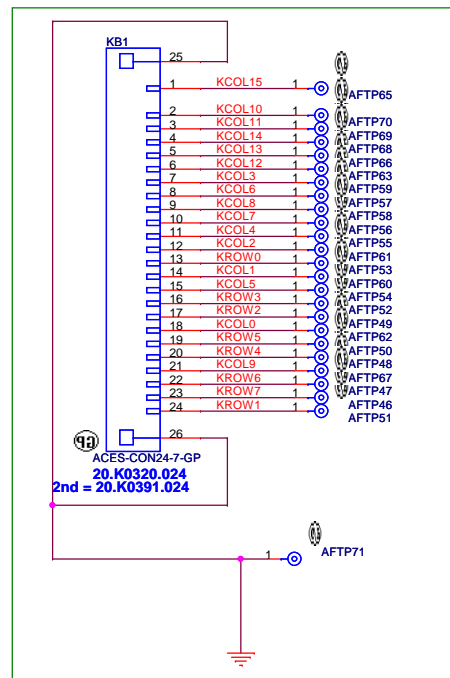 KB1
25
1 KCOL15 1 AFTP65
2 KCOL10 1 AFTP70
3 KCOL11 1 AFTP69
4 KCOL14 1 AFTP68
5 KCOL13 1 AFTP66
6 KCOL12 1 AFTP63
7 KCOL3 1 AFTP59
8 KCOL6 1 AFTP57
9 KCOL8 1 AFTP58
10 KCOL7 1 AFTP56
11 KCOL4 1 AFTP55
12 KCOL2 1 AFTP61
13 KROW0 1 AFTP53
14 KCOL1 1 AFTP60
15 KCOL5 1 AFTP54
16 KROW3 1 AFTP52
17 KROW2 1 AFTP49
18 KCOL0 1 AFTP62
19 KROW5 1 AFTP50
20 KROW4 1 AFTP48
21 KCOL9 1 AFTP67
22 KROW6 1 AFTP47
23 KROW7 1 AFTP46
24 KROW1 1 AFTP51
26
GP
ACES-CON24-7-GP
20.K0320.024
2nd = 20.K0391.024
1 AFTP71